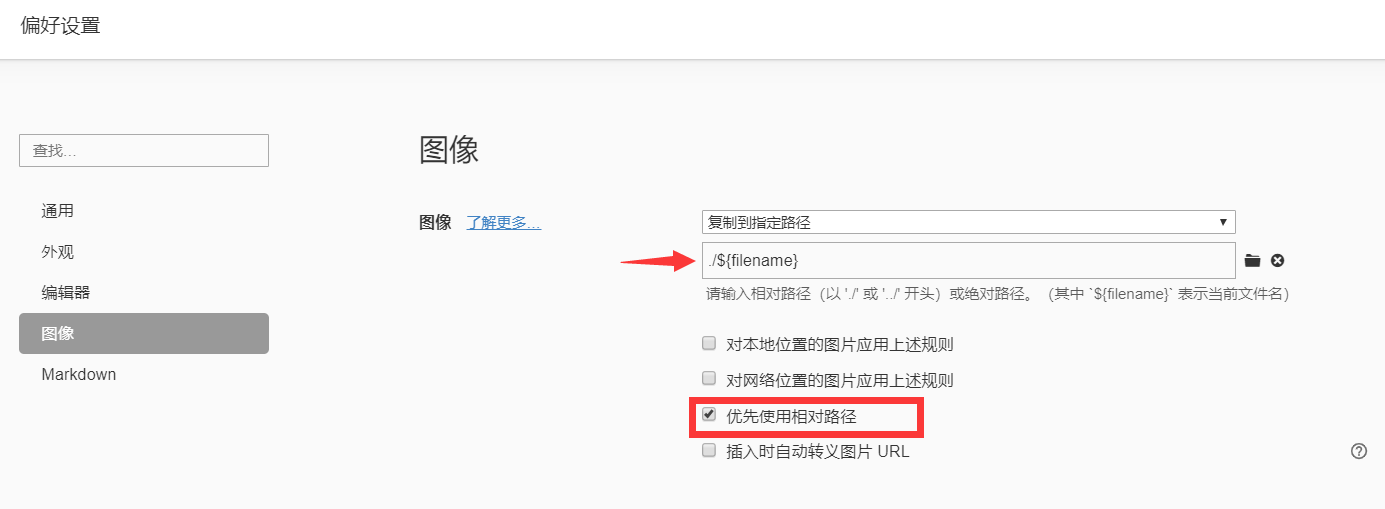 偏好设置
查找...
通用
外观
编辑器
图像
Markdown
图像
图像 了解更多...
复制到指定路径
./${filename}
请输入相对路径（以 './' 或 '../' 开头）或绝对路径。（其中 `${filename}` 表示当前文件名）
对本地位置的图片应用上述规则
对网络位置的图片应用上述规则
优先使用相对路径
插入时自动转义图片 URL